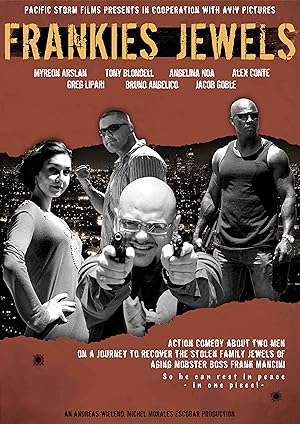 PACIFIC STORM FILMS PRESENTS IN COOPERATION WITH AVIV PICTURES
FRANKIES JEWELS
MYREON ARSLAN TONY BLONDELL ANGELINA NOA ALEX CONTE
GREG LIPARI BRUNO ANGELICO JACOB GOBLE
ACTION COMEDY ABOUT TWO MEN
ON A JOURNEY TO RECOVER THE STOLEN FAMILY JEWELS OF
AGING MOBSTER BOSS FRANK MANCINI
So he can rest in peace
- in one piece!-
AN ANDREAS WIELEND, MICHEL MORALES ESCOBAR PRODUCTION